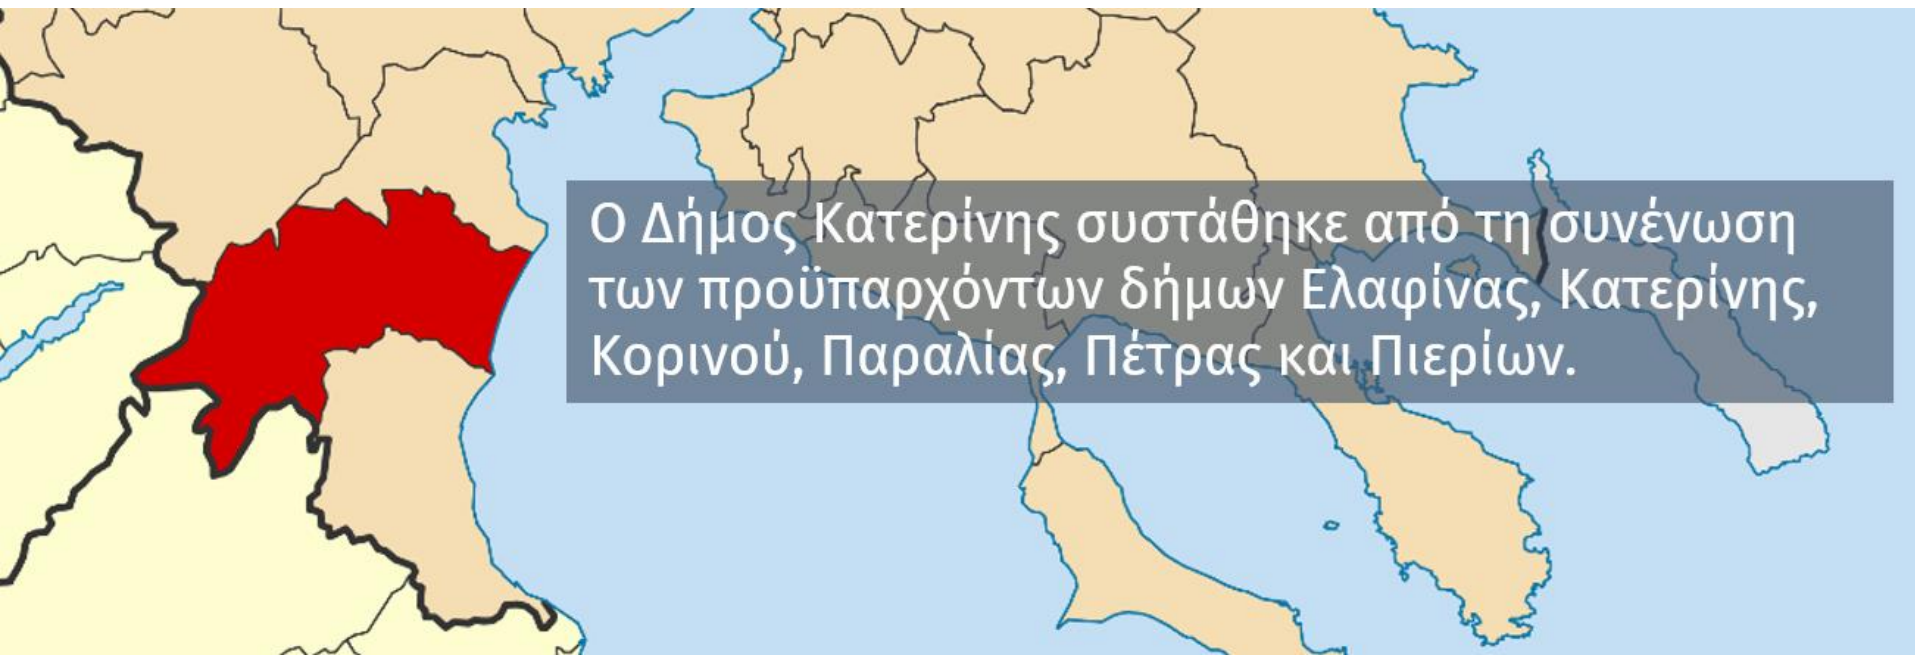 Ο Δήμος Κατερίνης συστάθηκε από τη συνένωση
των προϋπαρχόντων δήμων Ελαφίνας, Κατερίνης,
Κορινού, Παραλίας, Πέτρας και Πιερίων.